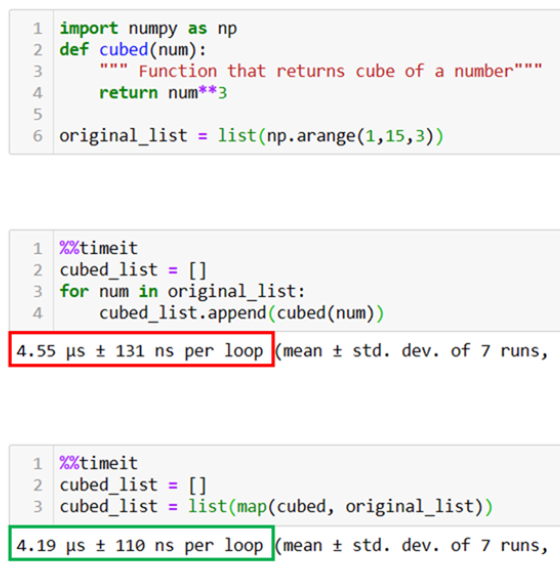 1 import numpy as np
2 def cubed(num):
3     """ Function that returns cube of a number"""
4     return num**3
5
6 original_list = list(np.arange(1,15,3))
1 %%timeit
2 cubed_list = []
3 for num in original_list:
4     cubed_list.append(cubed(num))
4.55 µs ± 131 ns per loop (mean ± std. dev. of 7 runs,
1 %%timeit
2 cubed_list = []
3 cubed_list = list(map(cubed, original_list))
4.19 µs ± 110 ns per loop (mean ± std. dev. of 7 runs,